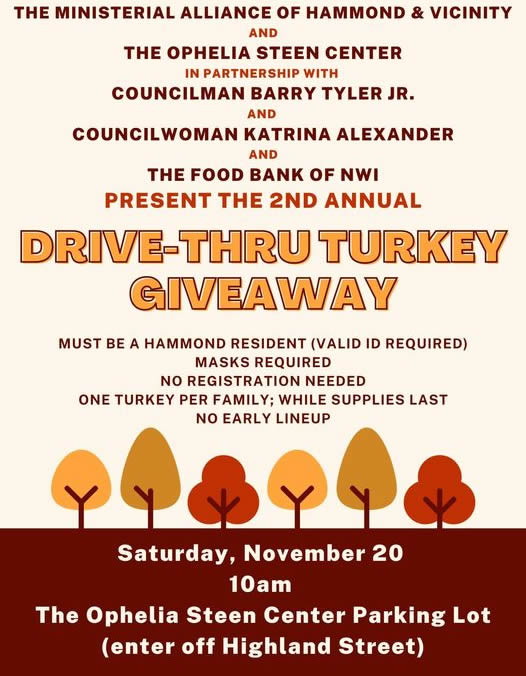 THE MINISTERIAL ALLIANCE OF HAMMOND & VICINITY
AND
THE OPHELIA STEEN CENTER
IN PARTNERSHIP WITH
COUNCILMAN BARRY TYLER JR.
AND
COUNCILWOMAN KATRINA ALEXANDER
AND
THE FOOD BANK OF NWI
PRESENT THE 2ND ANNUAL
DRIVE-THRU TURKEY
GIVEAWAY
MUST BE A HAMMOND RESIDENT (VALID ID REQUIRED)
MASKS REQUIRED
NO REGISTRATION NEEDED
ONE TURKEY PER FAMILY; WHILE SUPPLIES LAST
NO EARLY LINEUP
Saturday, November 20
10am
The Ophelia Steen Center Parking Lot
(enter off Highland Street)